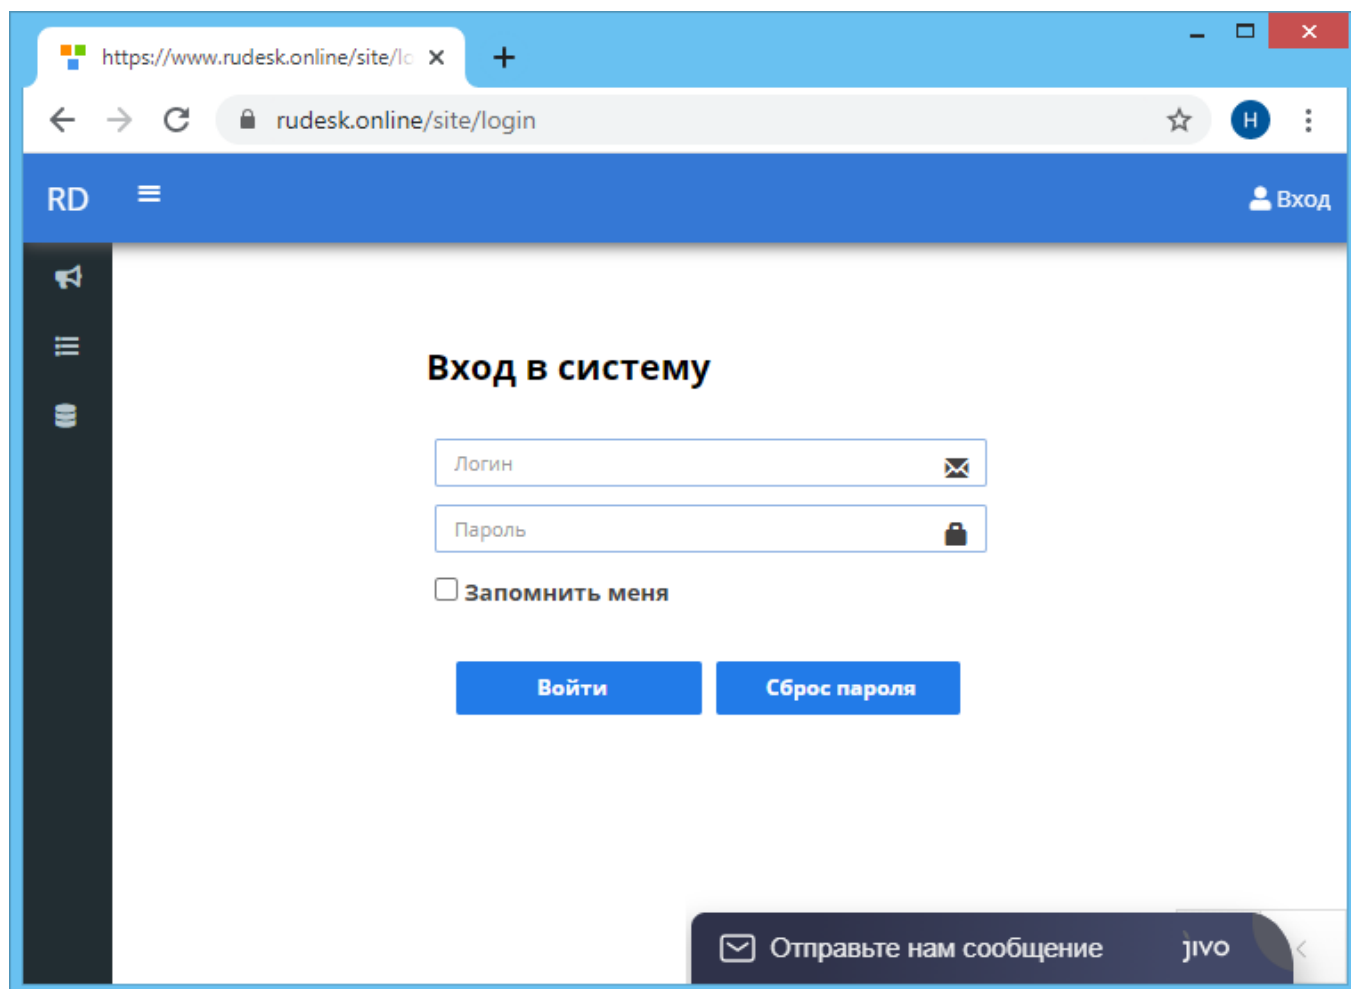 https://www.rudesk.online/site/lo
rudesk.online/site/login
H
RD
Вход
Вход в систему
Логин
Пароль
Запомнить меня
Войти
Сброс пароля
Отправьте нам сообщение
jivo